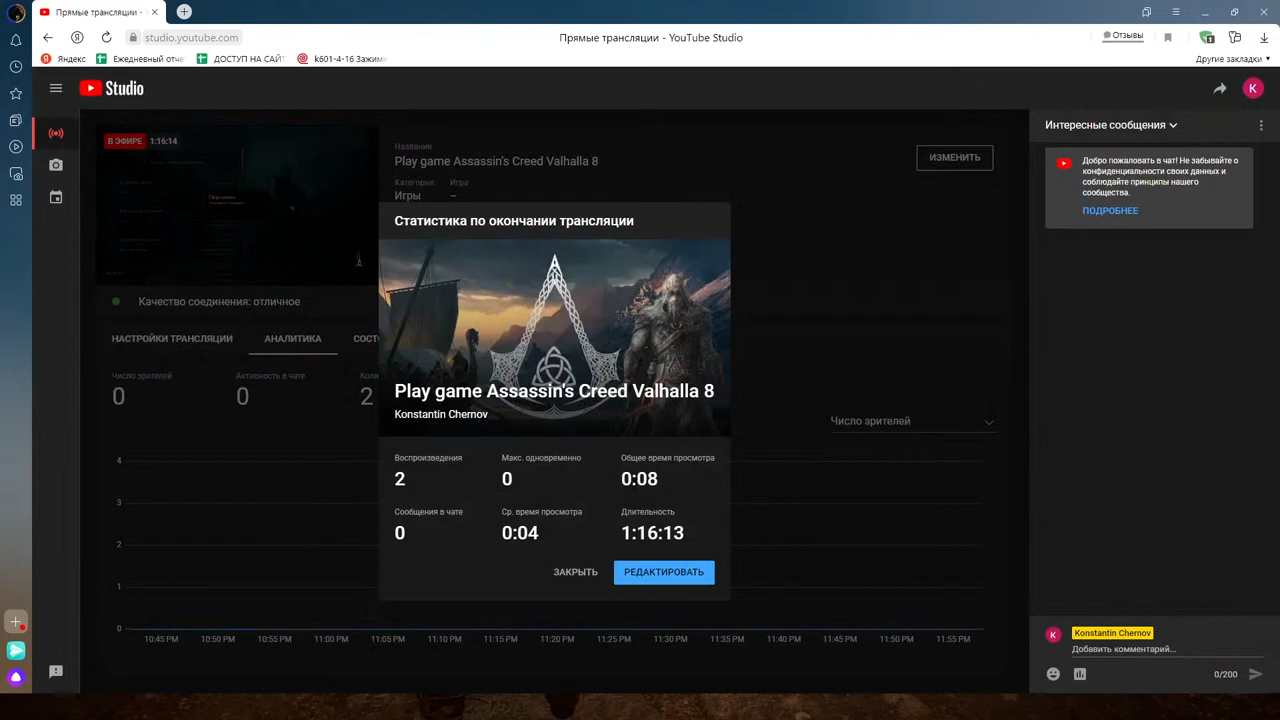 Прямые трансляции - Y
studio.youtube.com
Прямые трансляции - YouTube Studio
Отзывы
1
Яндекс
Ежедневный отче
ДОСТУП НА САЙТ
k601-4-16 Зажим
Другие закладки
Studio
K
В ЭФИРЕ 1:16:14
Название
Play game Assassin's Creed Valhalla 8
Категория Игра
Игры –
ИЗМЕНИТЬ
Интересные сообщения
Добро пожаловать в чат! Не забывайте о
конфиденциальности своих данных и
соблюдайте принципы нашего
сообщества.
ПОДРОБНЕЕ
Статистика по окончании трансляции
Play game Assassin's Creed Valhalla 8
Konstantin Chernov
Воспроизведения Макс. одновременно Общее время просмотра
2 0 0:08
Сообщения в чате Ср. время просмотра Длительность
0 0:04 1:16:13
ЗАКРЫТЬ РЕДАКТИРОВАТЬ
Качество соединения: отличное
НАСТРОЙКИ ТРАНСЛЯЦИИ АНАЛИТИКА СОСТ
Число зрителей Активность в чате Коли
0 0 2
Число зрителей
4
3
2
1
0
10:45 PM 10:50 PM 10:55 PM 11:00 PM 11:05 PM 11:10 PM 11:15 PM 11:20 PM 11:25 PM 11:30 PM 11:35 PM 11:40 PM 11:45 PM 11:50 PM 11:55 PM
K Konstantin Chernov
Добавить комментарий...
0/200